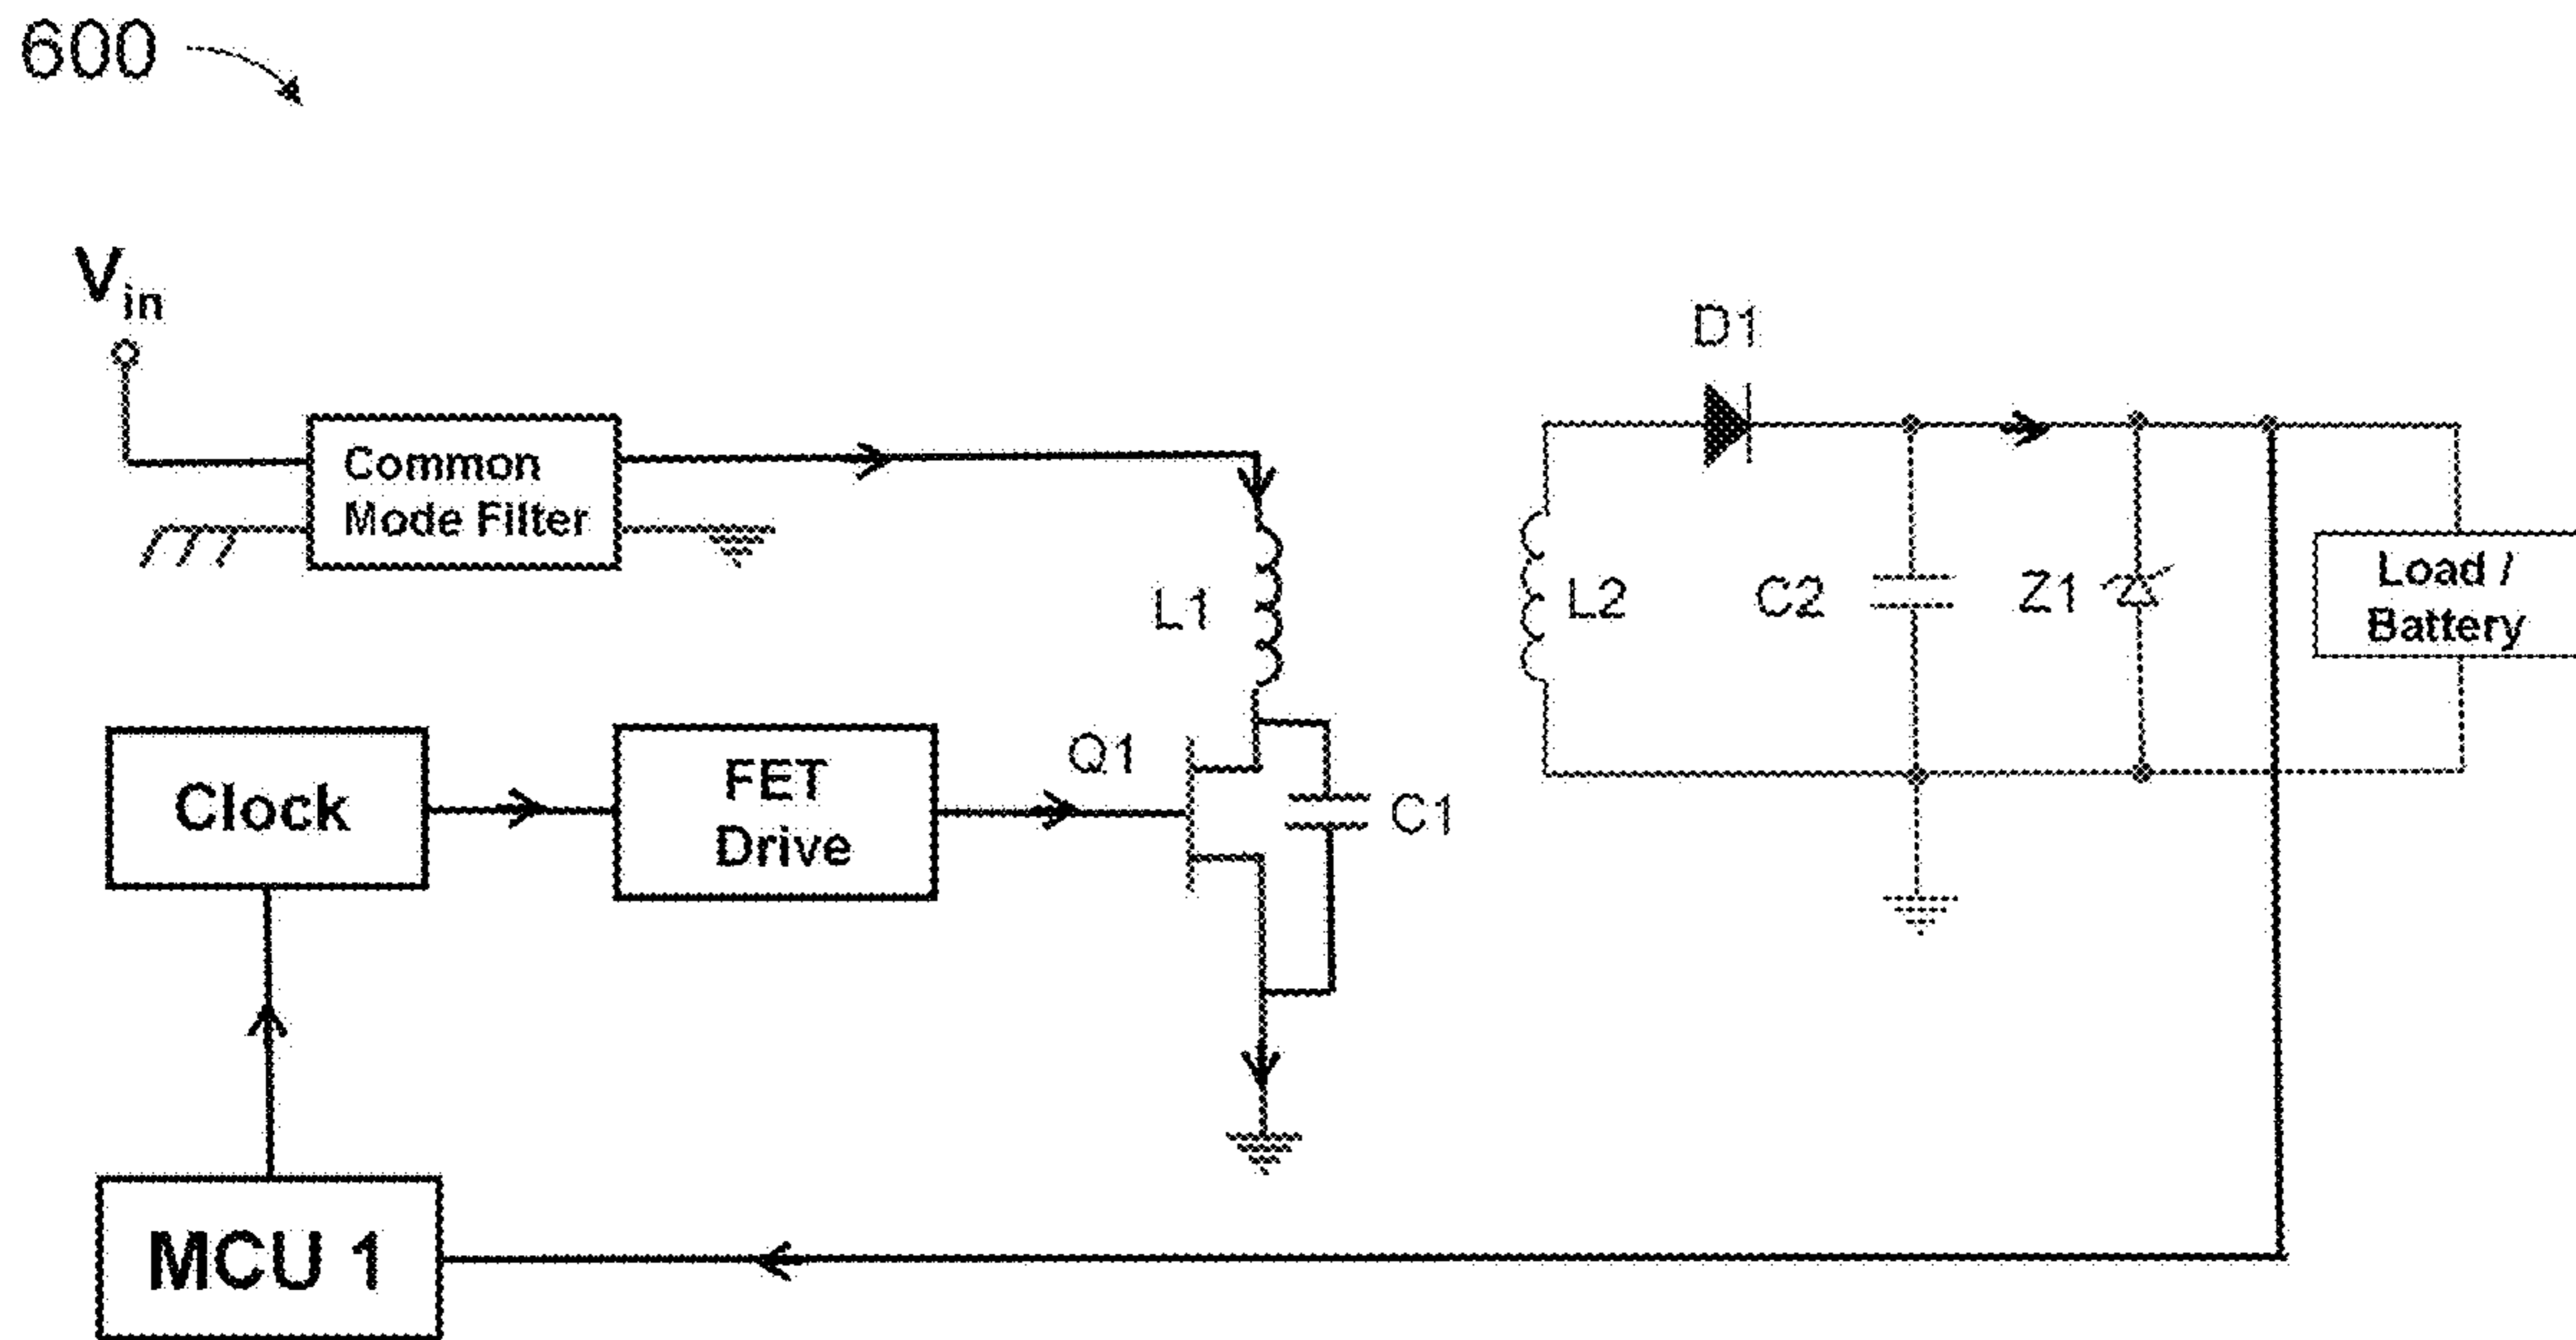 600
Vin
D1
Common
Mode Filter
L1
L2
C2
Z1
Load /
Battery
Clock
FET
Drive
Q1
C1
MCU 1